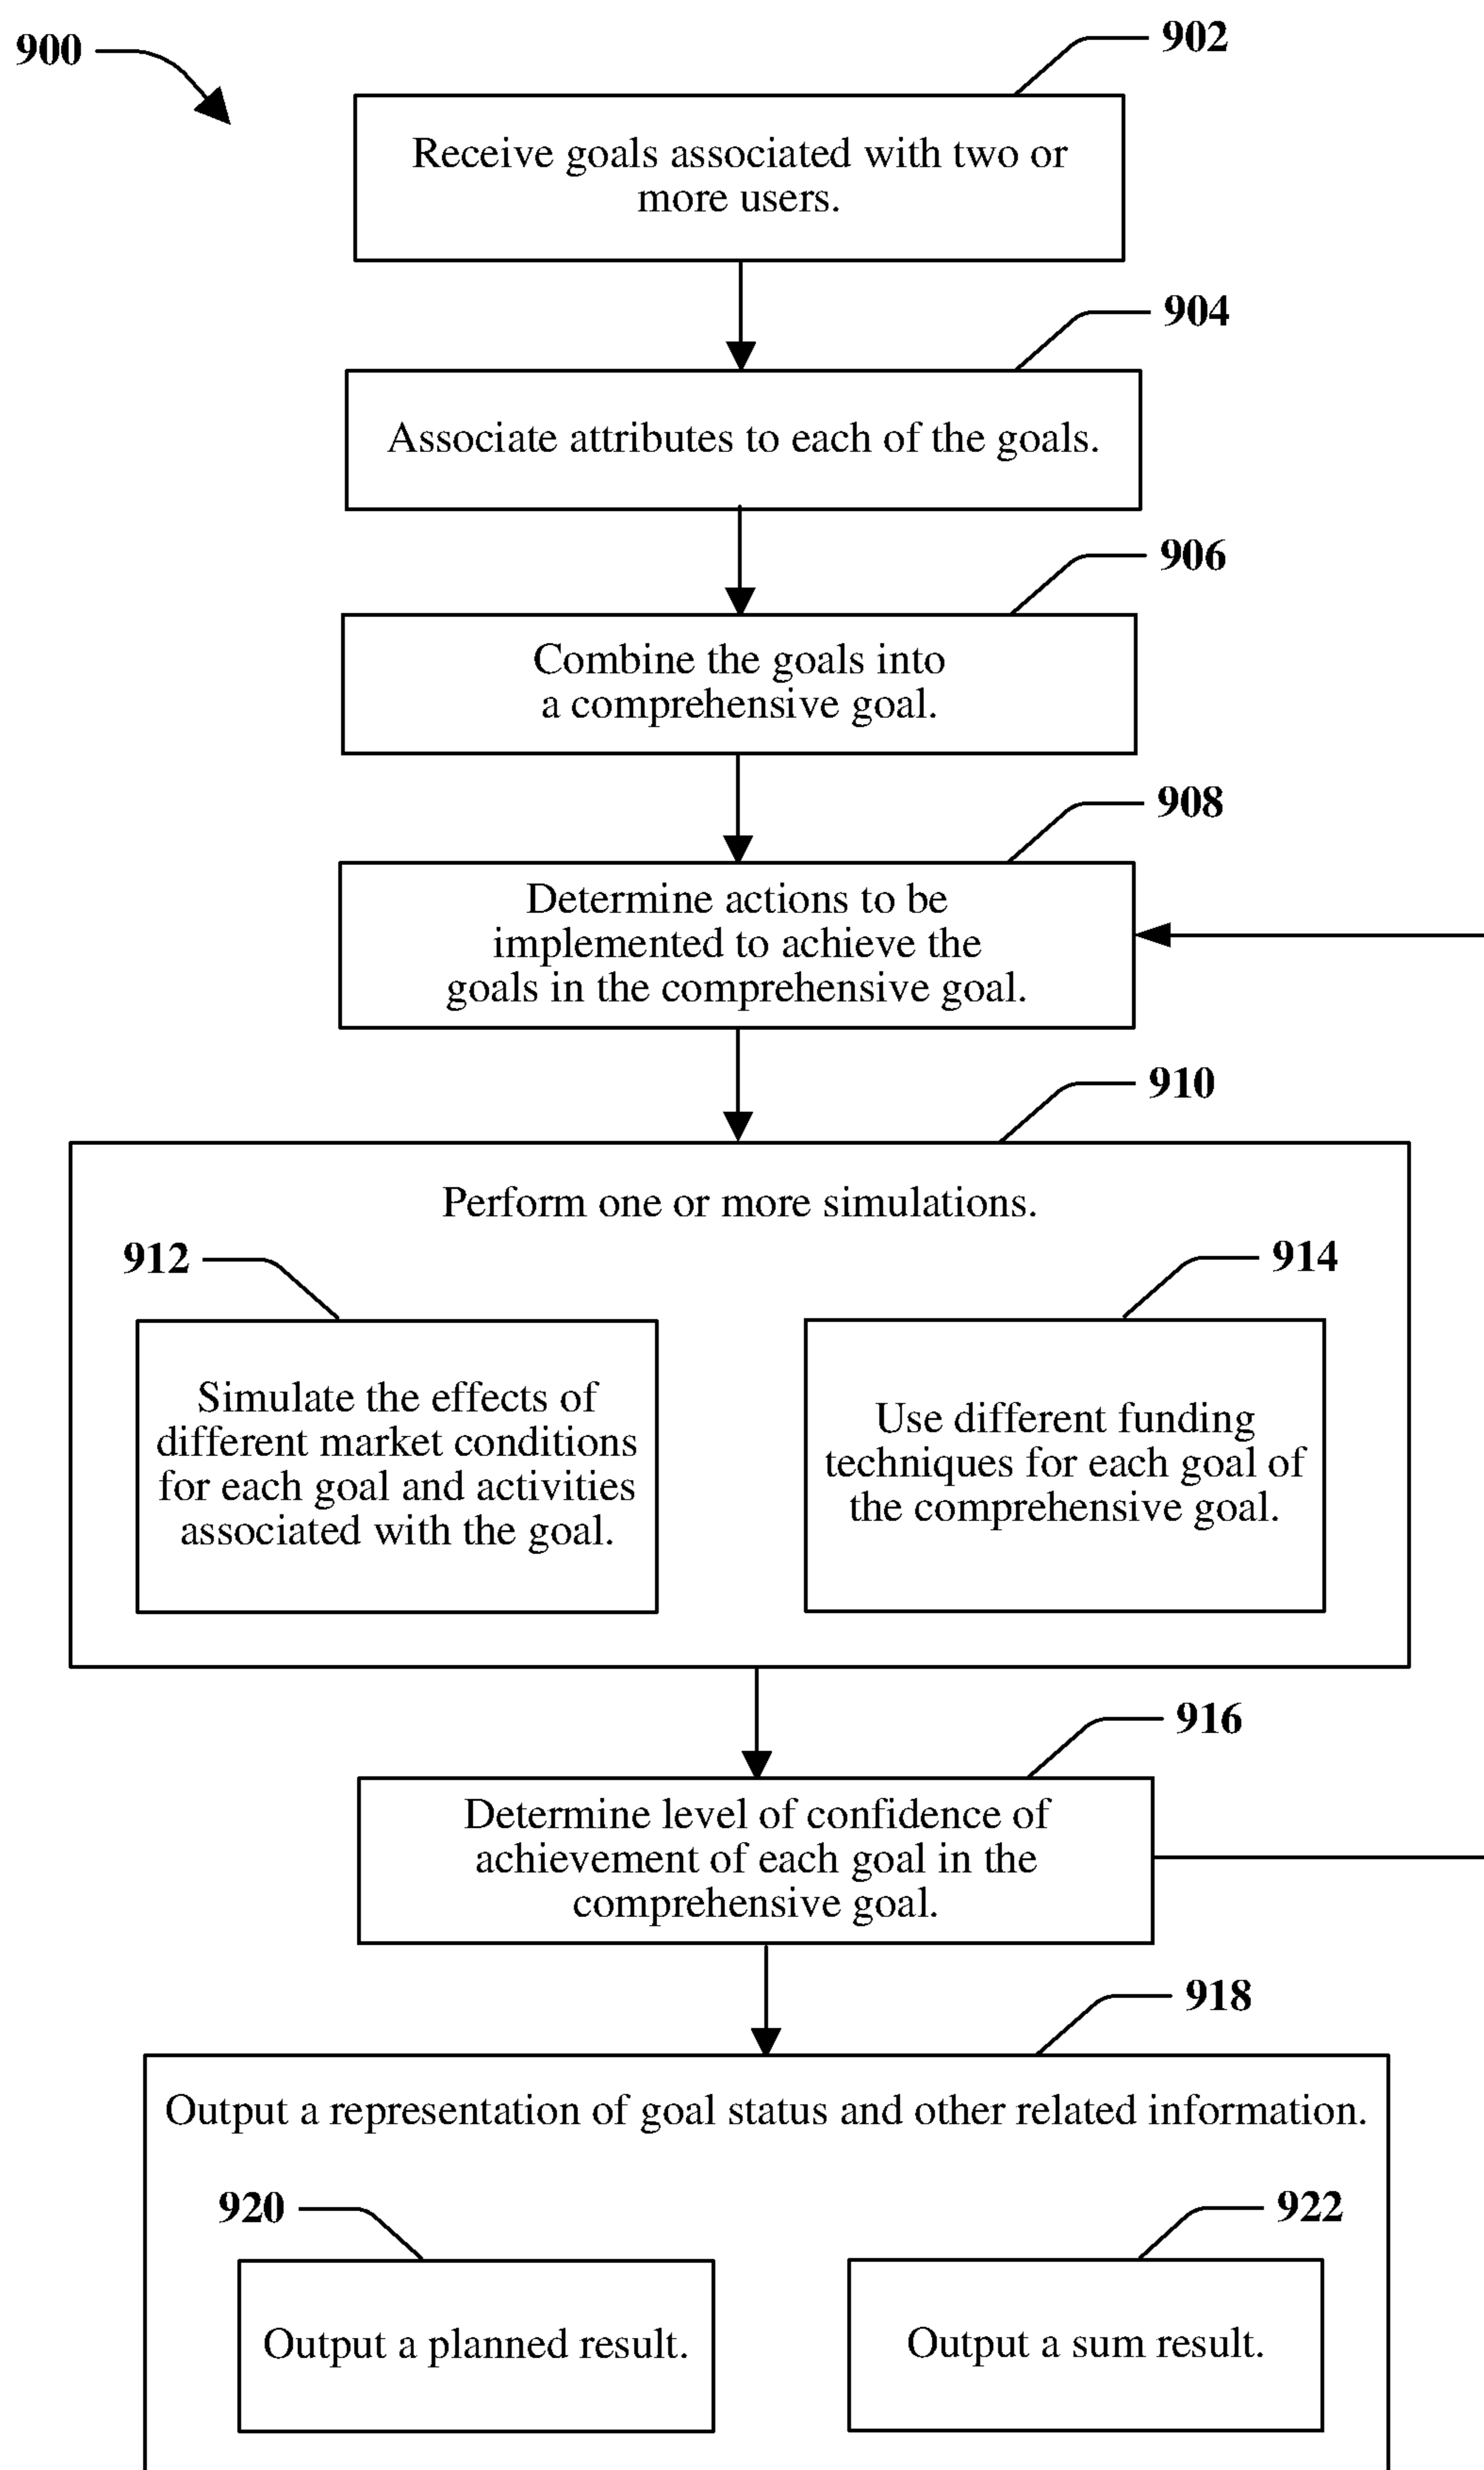 900
902
Receive goals associated with two or
more users.
904
Associate attributes to each of the goals.
906
Combine the goals into
a comprehensive goal.
908
Determine actions to be
implemented to achieve the
goals in the comprehensive goal.
910
Perform one or more simulations.
912
914
Simulate the effects of
different market conditions
for each goal and activities
associated with the goal.
Use different funding
techniques for each goal of
the comprehensive goal.
916
Determine level of confidence of
achievement of each goal in the
comprehensive goal.
918
Output a representation of goal status and other related information.
920
922
Output a planned result.
Output a sum result.